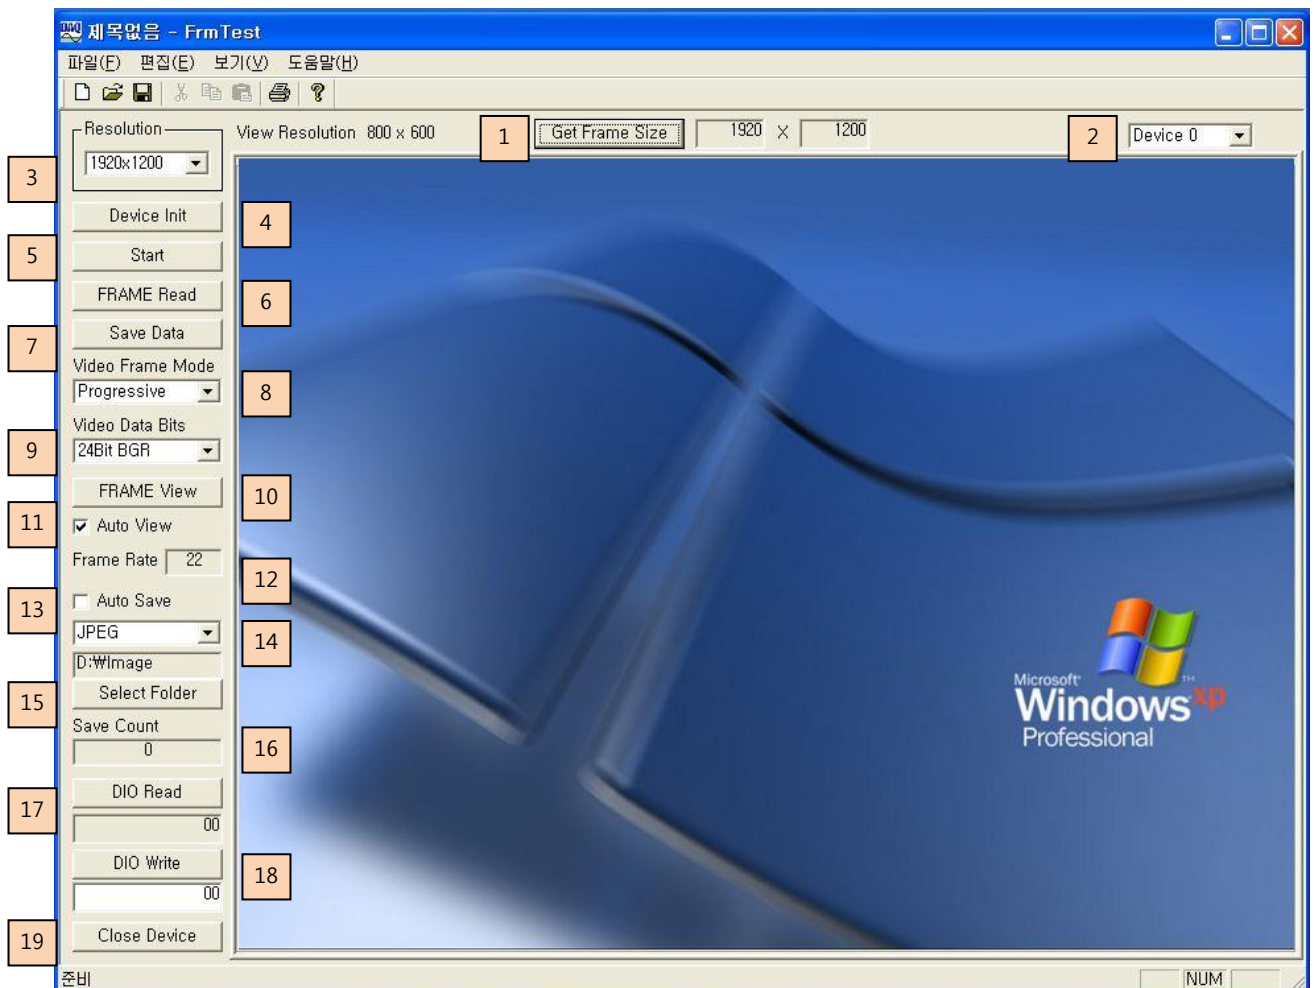 제목없음 - FrmTest
파일(F) 편집(E) 보기(V) 도움말(H)
Resolution
View Resolution 800 x 600
1
Get Frame Size
1920 X 1200
2
Device 0
1920x1200
3
Device Init
4
5
Start
FRAME Read
6
Save Data
7
Video Frame Mode
Progressive
8
Video Data Bits
9
24Bit BGR
FRAME View
10
11
Auto View
Frame Rate 22
12
13
Auto Save
JPEG
14
D:₩Image
15
Select Folder
Save Count
0
16
DIO Read
17
00
DIO Write
18
00
19
Close Device
Microsoft
Windows xp
TM
Professional
준비
NUM